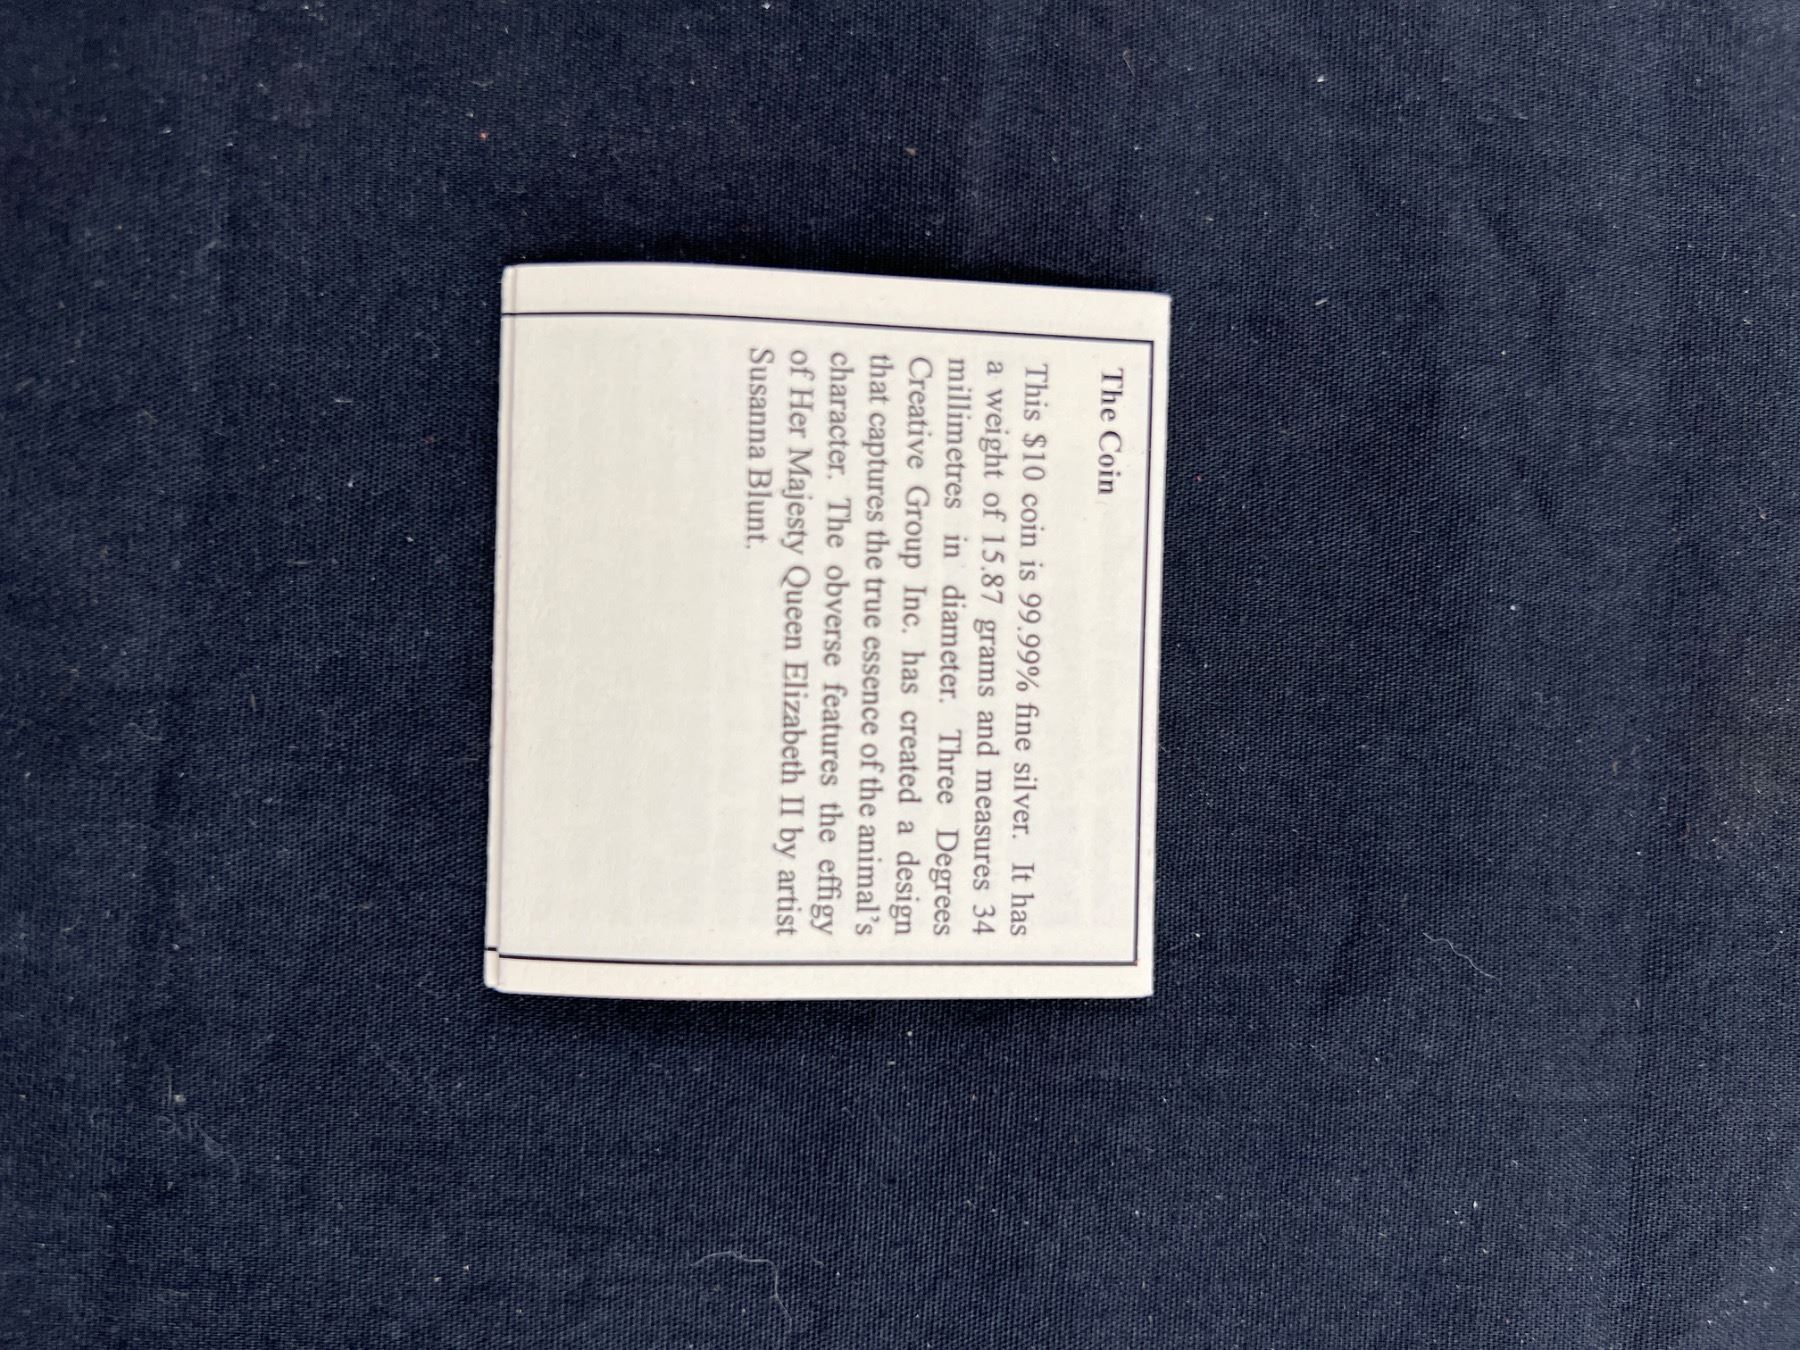 The Coin
This $10 coin is 99.99% fine silver. It has
a weight of 15.87 grams and measures 34
millimetres in diameter. Three Degrees
Creative Group Inc. has created a design
that captures the true essence of the animal's
character. The obverse features the effigy
of Her Majesty Queen Elizabeth II by artist
Susanna Blunt.